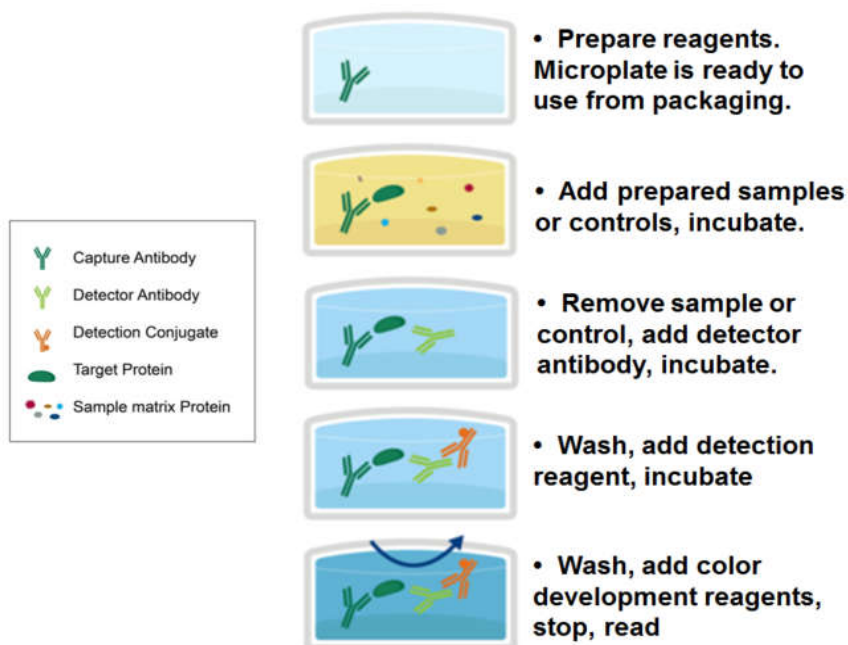 • Prepare reagents.
Microplate is ready to
use from packaging.
• Add prepared samples
or controls, incubate.
Capture Antibody
Detector Antibody
Detection Conjugate
Target Protein
Sample matrix Protein
• Remove sample or
control, add detector
antibody, incubate.
• Wash, add detection
reagent, incubate
• Wash, add color
development reagents,
stop, read